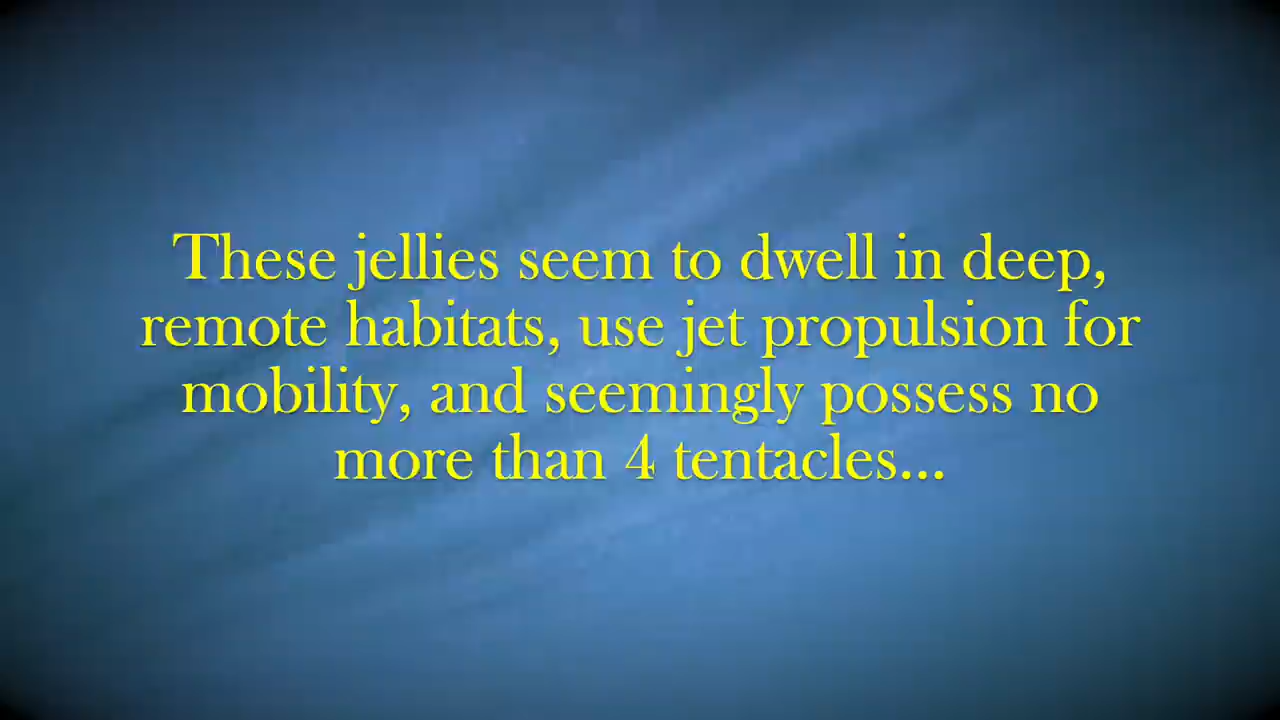 These jellies seem to dwell in deep,
remote habitats, use jet propulsion for
mobility, and seemingly possess no
more than 4 tentacles...